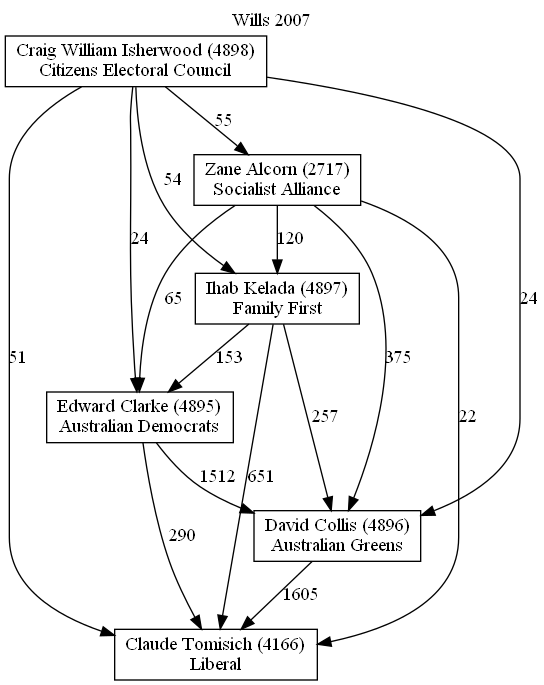 Wills 2007
Craig William Isherwood (4898)
Citizens Electoral Council
55
Zane Alcorn (2717)
Socialist Alliance
54
24
120
65
24
Ihab Kelada (4897)
Family First
51
153
375
257
22
Edward Clarke (4895)
Australian Democrats
1512
651
David Collis (4896)
Australian Greens
290
1605
Claude Tomisich (4166)
Liberal